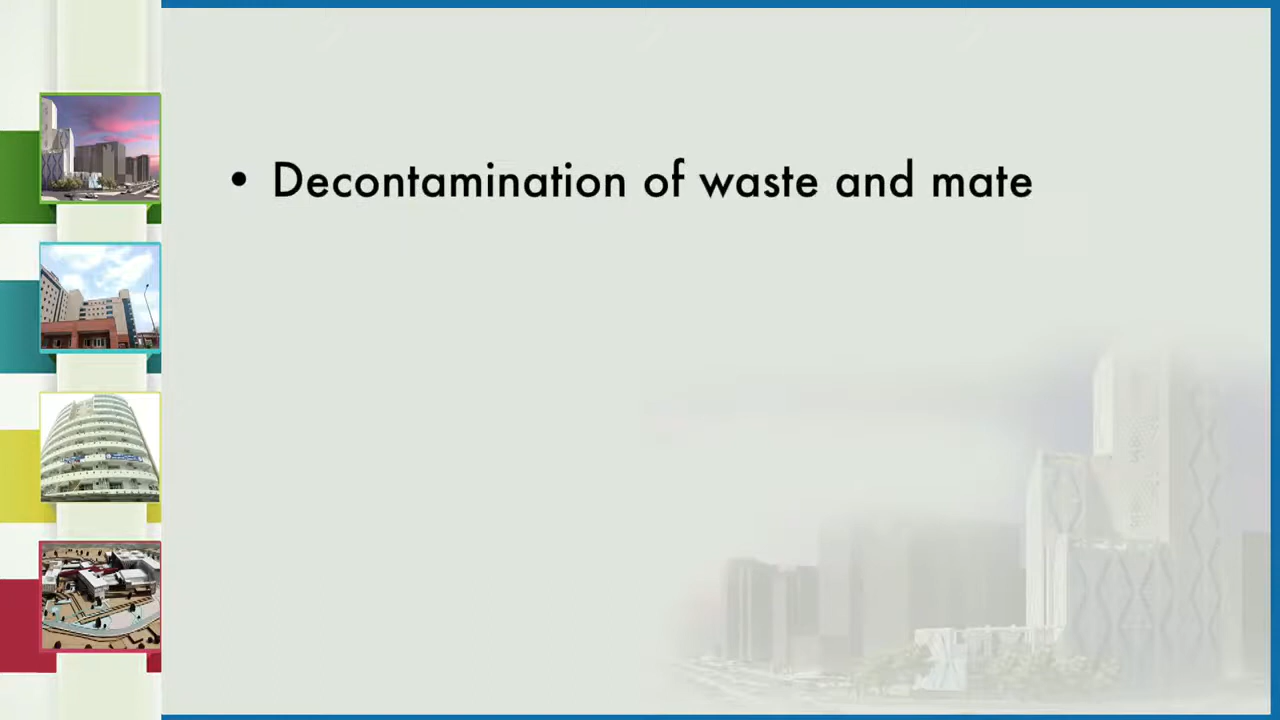 • Decontamination of waste and mate